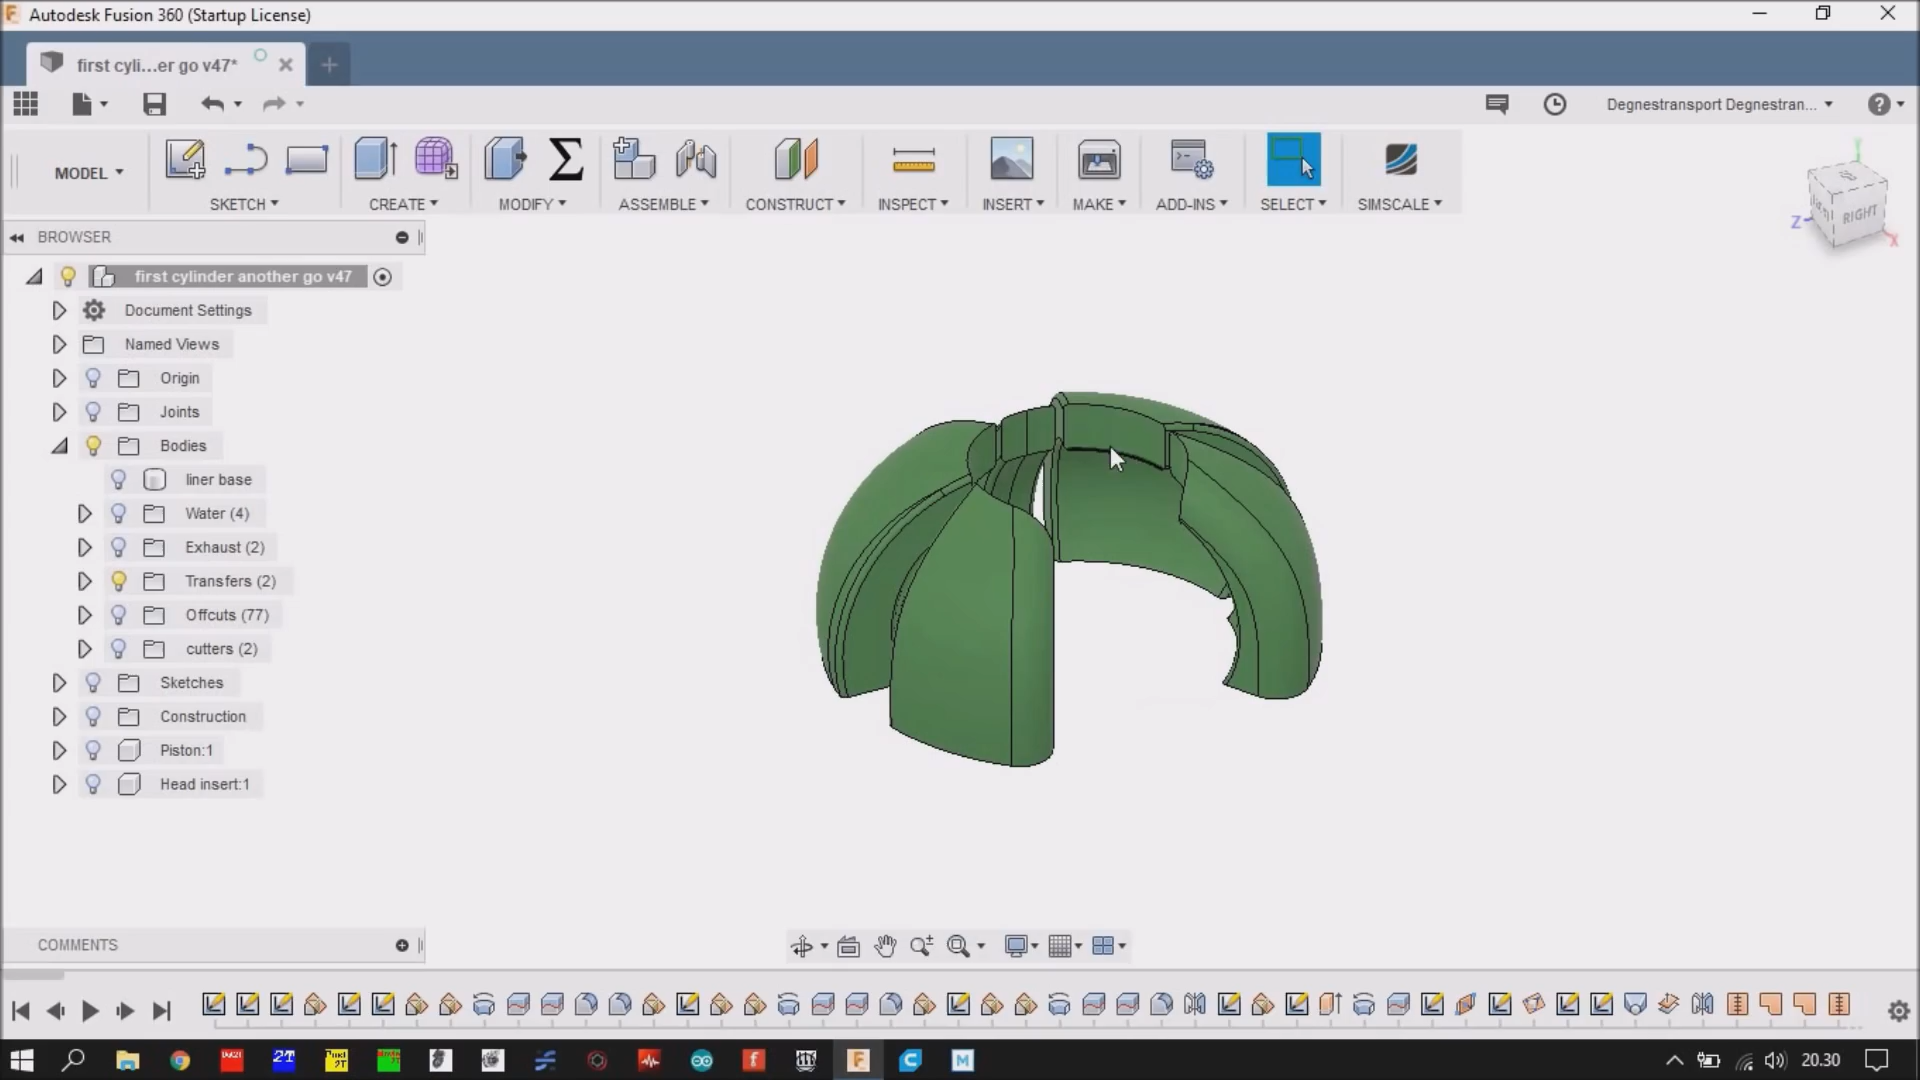 Autodesk Fusion 360 (Startup License)
first cyli...er go v47*
Degnestransport Degnestran...
MODEL
SKETCH
CREATE
MODIFY
ASSEMBLE
CONSTRUCT
INSPECT
INSERT
MAKE
ADD-INS
SELECT
SIMSCALE
RIGHT
Z
X
BROWSER
first cylinder another go v47
Document Settings
Named Views
Origin
Joints
Bodies
liner base
Water (4)
Exhaust (2)
Transfers (2)
Offcuts (77)
cutters (2)
Sketches
Construction
Piston:1
Head insert:1
COMMENTS
2T
20.30